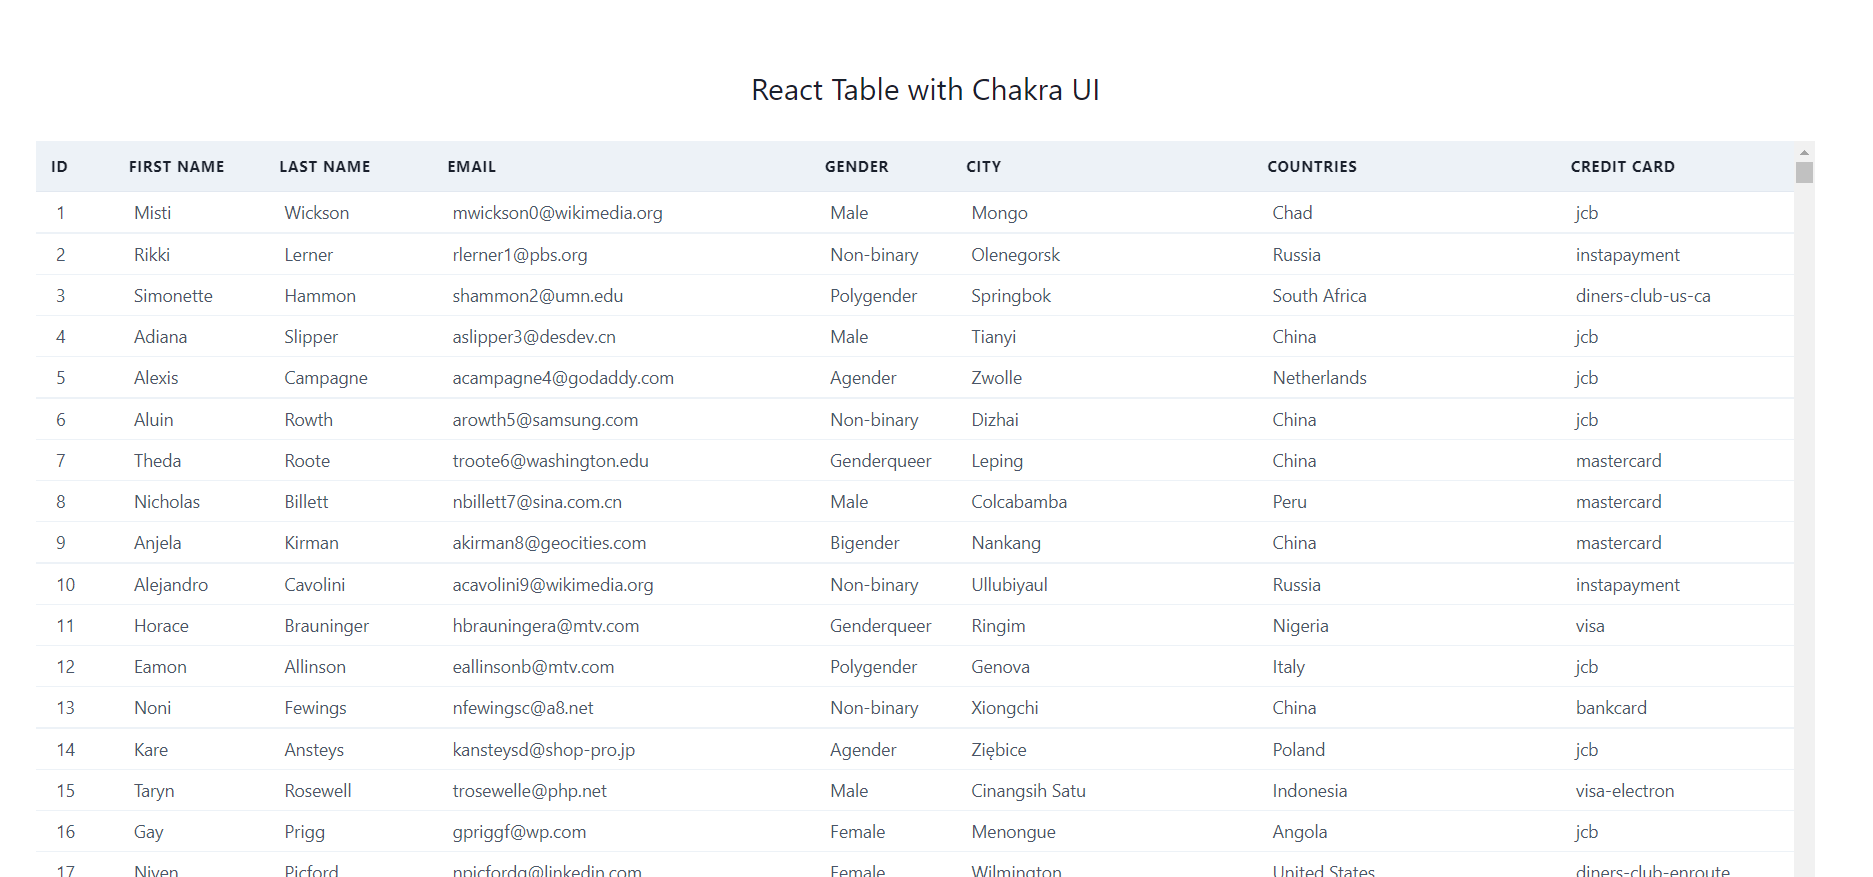 React Table with Chakra UI
ID FIRST NAME LAST NAME EMAIL GENDER CITY COUNTRIES CREDIT CARD
1 Misti Wickson mwickson0@wikimedia.org Male Mongo Chad jcb
2 Rikki Lerner rlerner1@pbs.org Non-binary Olenegorsk Russia instapayment
3 Simonette Hammon shammon2@umn.edu Polygender Springbok South Africa diners-club-us-ca
4 Adiana Slipper aslipper3@desdev.cn Male Tianyi China jcb
5 Alexis Campagne acampagne4@godaddy.com Agender Zwolle Netherlands jcb
6 Aluin Rowth arowth5@samsung.com Non-binary Dizhai China jcb
7 Theda Roote troote6@washington.edu Genderqueer Leping China mastercard
8 Nicholas Billett nbillett7@sina.com.cn Male Colcabamba Peru mastercard
9 Anjela Kirman akirman8@geocities.com Bigender Nankang China mastercard
10 Alejandro Cavolini acavolini9@wikimedia.org Non-binary Ullubiyaul Russia instapayment
11 Horace Brauninger hbrauningera@mtv.com Genderqueer Ringim Nigeria visa
12 Eamon Allinson eallinsonb@mtv.com Polygender Genova Italy jcb
13 Noni Fewings nfewingsc@a8.net Non-binary Xiongchi China bankcard
14 Kare Ansteys kansteysd@shop-pro.jp Agender Ziębice Poland jcb
15 Taryn Rosewell trosewelle@php.net Male Cinangsih Satu Indonesia visa-electron
16 Gay Prigg gpriggf@wp.com Female Menongue Angola jcb
17 Niven Picford npicfordg@linkedin.com Female Wilmington United States diners-club-enroute